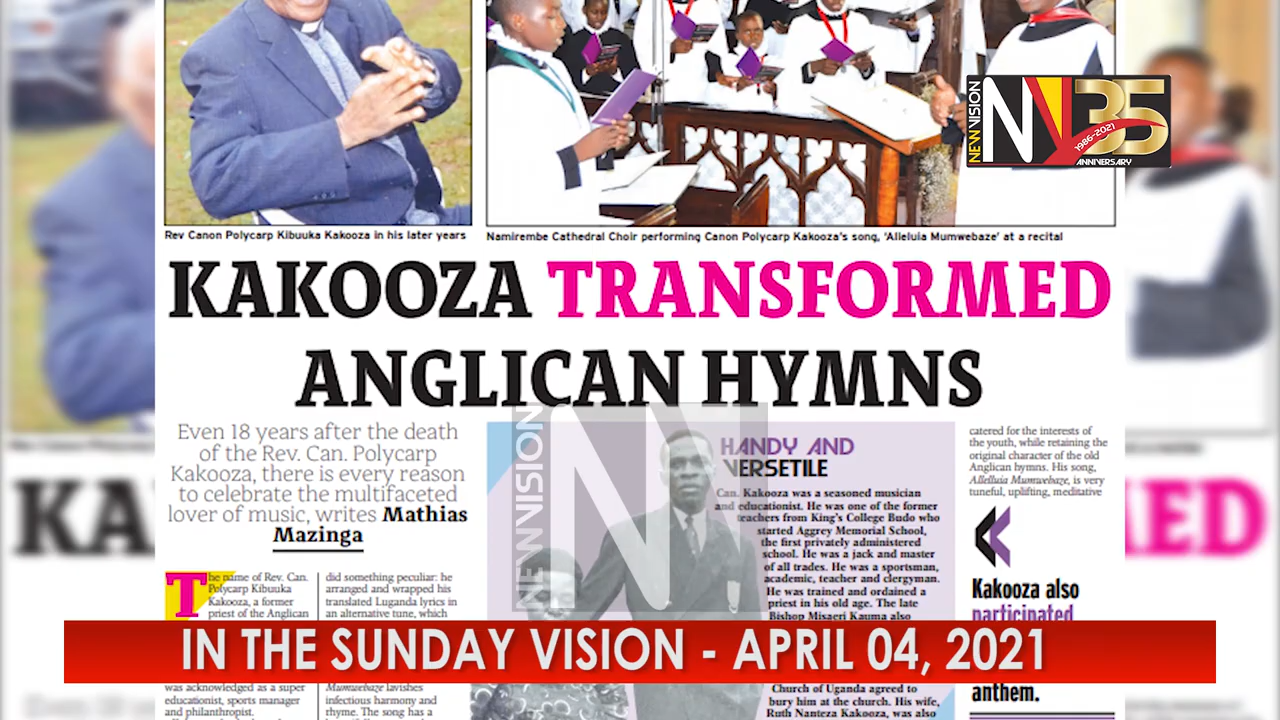 NEW VISION
NV 35
1986-2021
ANNIVERSARY
Rev Canon Polycarp Kibuuka Kakooza in his later years
Namirembe Cathedral Choir performing Canon Polycarp Kakooza's song, 'Alleluia Mumwebaze' at a recital
KAKOOZA TRANSFORMED
ANGLICAN HYMNS
Even 18 years after the death
of the Rev. Can. Polycarp
Kakooza, there is every reason
to celebrate the multifaceted
lover of music, writes Mathias
Mazinga
The name of Rev. Can.
Polycarp Kibuuka
Kakooza, a former
priest of the Anglican
was acknowledged as a super
educationist, sports manager
and philanthropist.
did something peculiar: he
arranged and wrapped his
translated Luganda lyrics in
an alternative tune, which
Mumwebaze lavishes
infectious harmony and
rhyme. The song has a
NEW VISION
HANDY AND
VERSETILE
Can. Kakooza was a seasoned musician
and educationist. He was one of the former
teachers from King's College Budo who
started Aggrey Memorial School,
the first privately administered
school. He was a jack and master
of all trades. He was a sportsman,
academic, teacher and clergyman.
He was trained and ordained a
priest in his old age. The late
Bishop Misaeri Kauma also
Church of Uganda agreed to
bury him at the church. His wife,
Ruth Nanteza Kakooza, was also
catered for the interests of
the youth, while retaining the
original character of the old
Anglican hymns. His song,
Allelluia Mumwebaze, is very
tuneful, uplifting, meditative
Kakooza also
participated
anthem.
IN THE SUNDAY VISION - APRIL 04, 2021
KA
ED